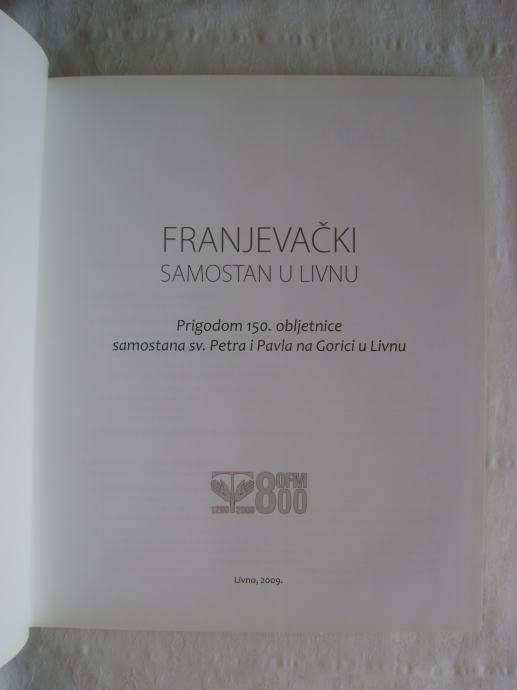 FRANJEVAČKI
SAMOSTAN U LIVNU
Prigodom 150. obljetnice
samostana sv. Petra i Pavla na Gorici u Livnu
OFM
1209 2009 800
Livno, 2009.